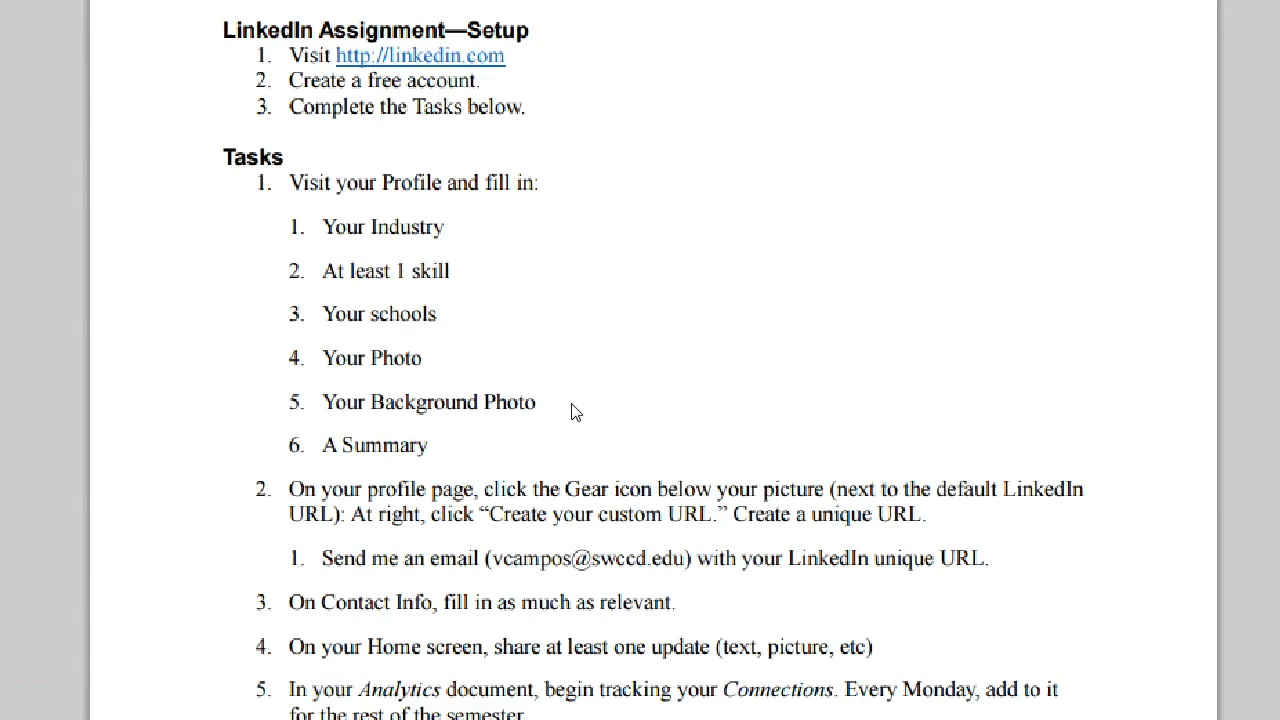 LinkedIn Assignment—Setup
1. Visit http://linkedin.com
2. Create a free account.
3. Complete the Tasks below.
Tasks
1. Visit your Profile and fill in:
1. Your Industry
2. At least 1 skill
3. Your schools
4. Your Photo
5. Your Background Photo
6. A Summary
2. On your profile page, click the Gear icon below your picture (next to the default LinkedIn
URL): At right, click “Create your custom URL.” Create a unique URL.
1. Send me an email (vcampos@swccd.edu) with your LinkedIn unique URL.
3. On Contact Info, fill in as much as relevant.
4. On your Home screen, share at least one update (text, picture, etc)
5. In your Analytics document, begin tracking your Connections. Every Monday, add to it
for the rest of the semester